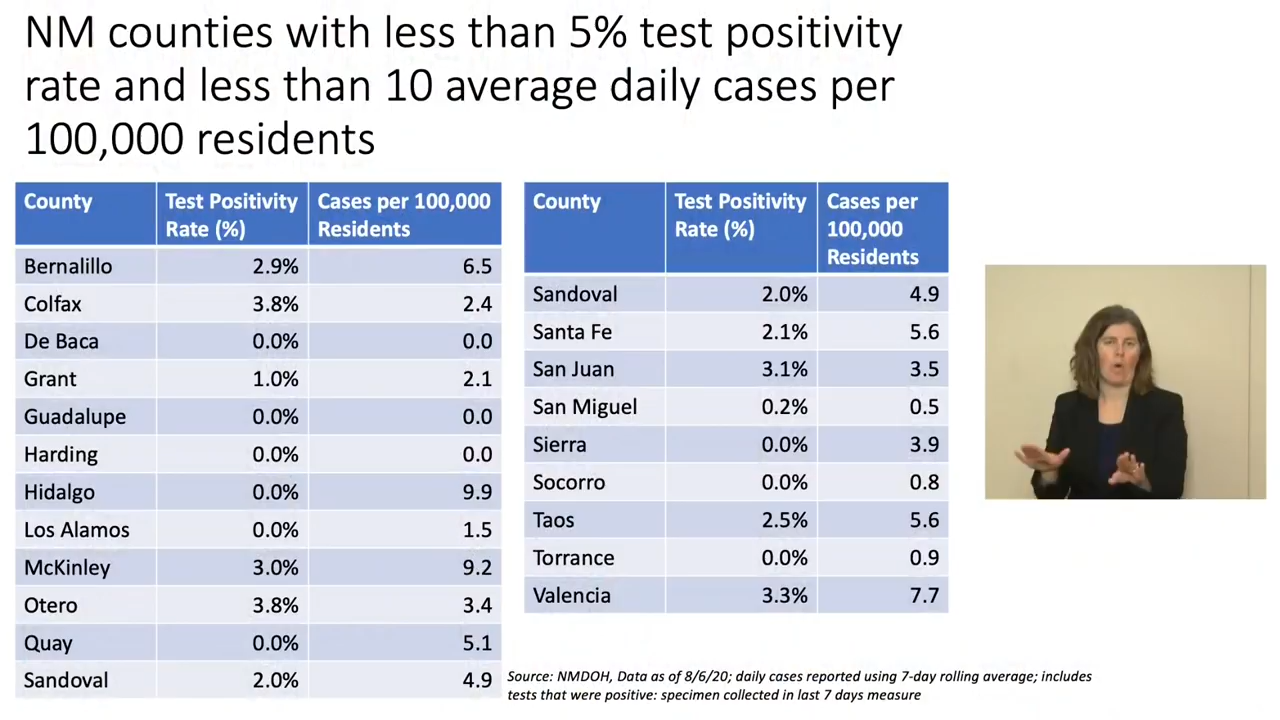 NM counties with less than 5% test positivity
rate and less than 10 average daily cases per
100,000 residents
County Test Positivity Rate (%) Cases per 100,000 Residents
Bernalillo 2.9% 6.5
Colfax 3.8% 2.4
De Baca 0.0% 0.0
Grant 1.0% 2.1
Guadalupe 0.0% 0.0
Harding 0.0% 0.0
Hidalgo 0.0% 9.9
Los Alamos 0.0% 1.5
McKinley 3.0% 9.2
Otero 3.8% 3.4
Quay 0.0% 5.1
Sandoval 2.0% 4.9
County Test Positivity Rate (%) Cases per 100,000 Residents
Sandoval 2.0% 4.9
Santa Fe 2.1% 5.6
San Juan 3.1% 3.5
San Miguel 0.2% 0.5
Sierra 0.0% 3.9
Socorro 0.0% 0.8
Taos 2.5% 5.6
Torrance 0.0% 0.9
Valencia 3.3% 7.7
Source: NMDOH, Data as of 8/6/20; daily cases reported using 7-day rolling average; includes
tests that were positive: specimen collected in last 7 days measure